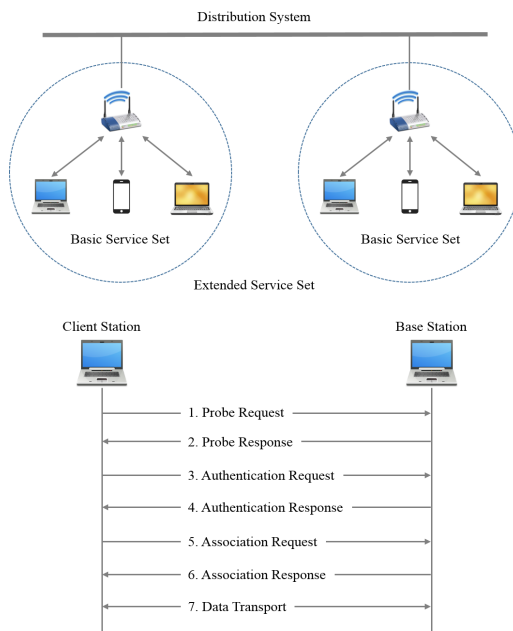 Distribution System
Basic Service Set
Basic Service Set
Extended Service Set
Client Station
Base Station
1. Probe Request
2. Probe Response
3. Authentication Request
4. Authentication Response
5. Association Request
6. Association Response
7. Data Transport